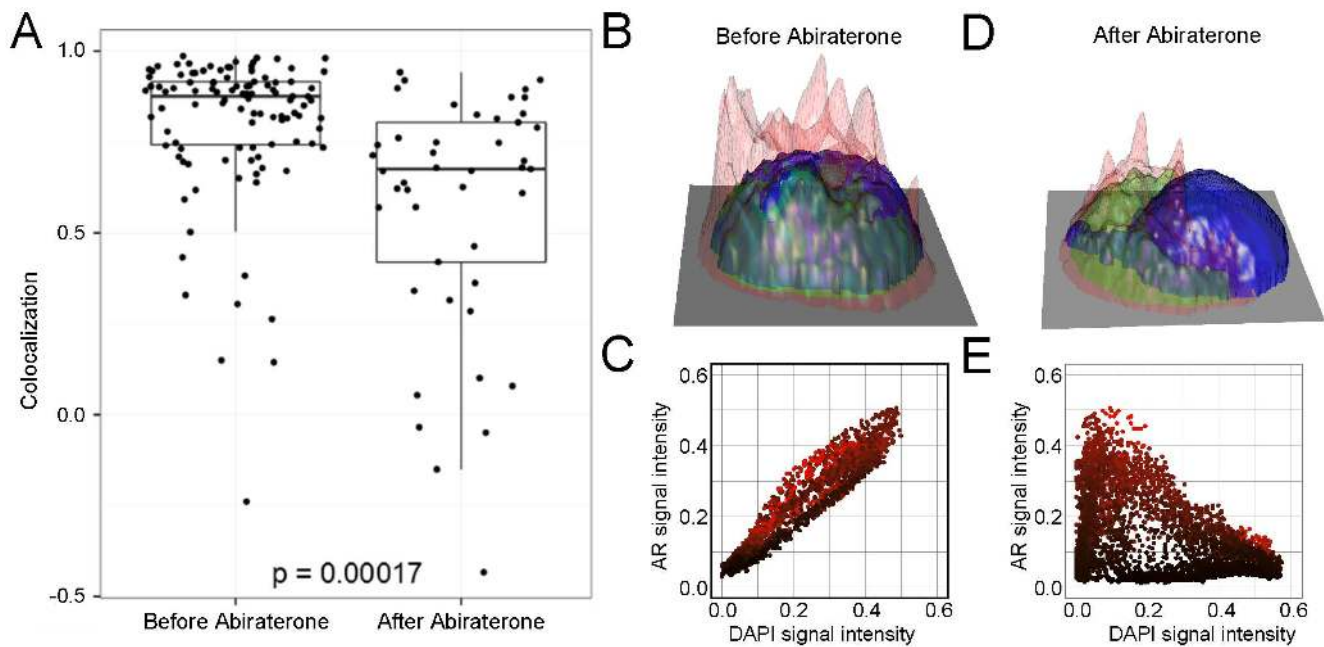 A
B
Before Abiraterone
D
After Abiraterone
1.0
0.5
0.0
-0.5
Colocalization
p = 0.00017
Before Abiraterone
After Abiraterone
C
0.6
0.4
0.2
0.0
AR signal intensity
0.0
0.2
0.4
0.6
DAPI signal intensity
E
0.6
0.4
0.2
0.0
AR signal intensity
0.0
0.2
0.4
0.6
DAPI signal intensity